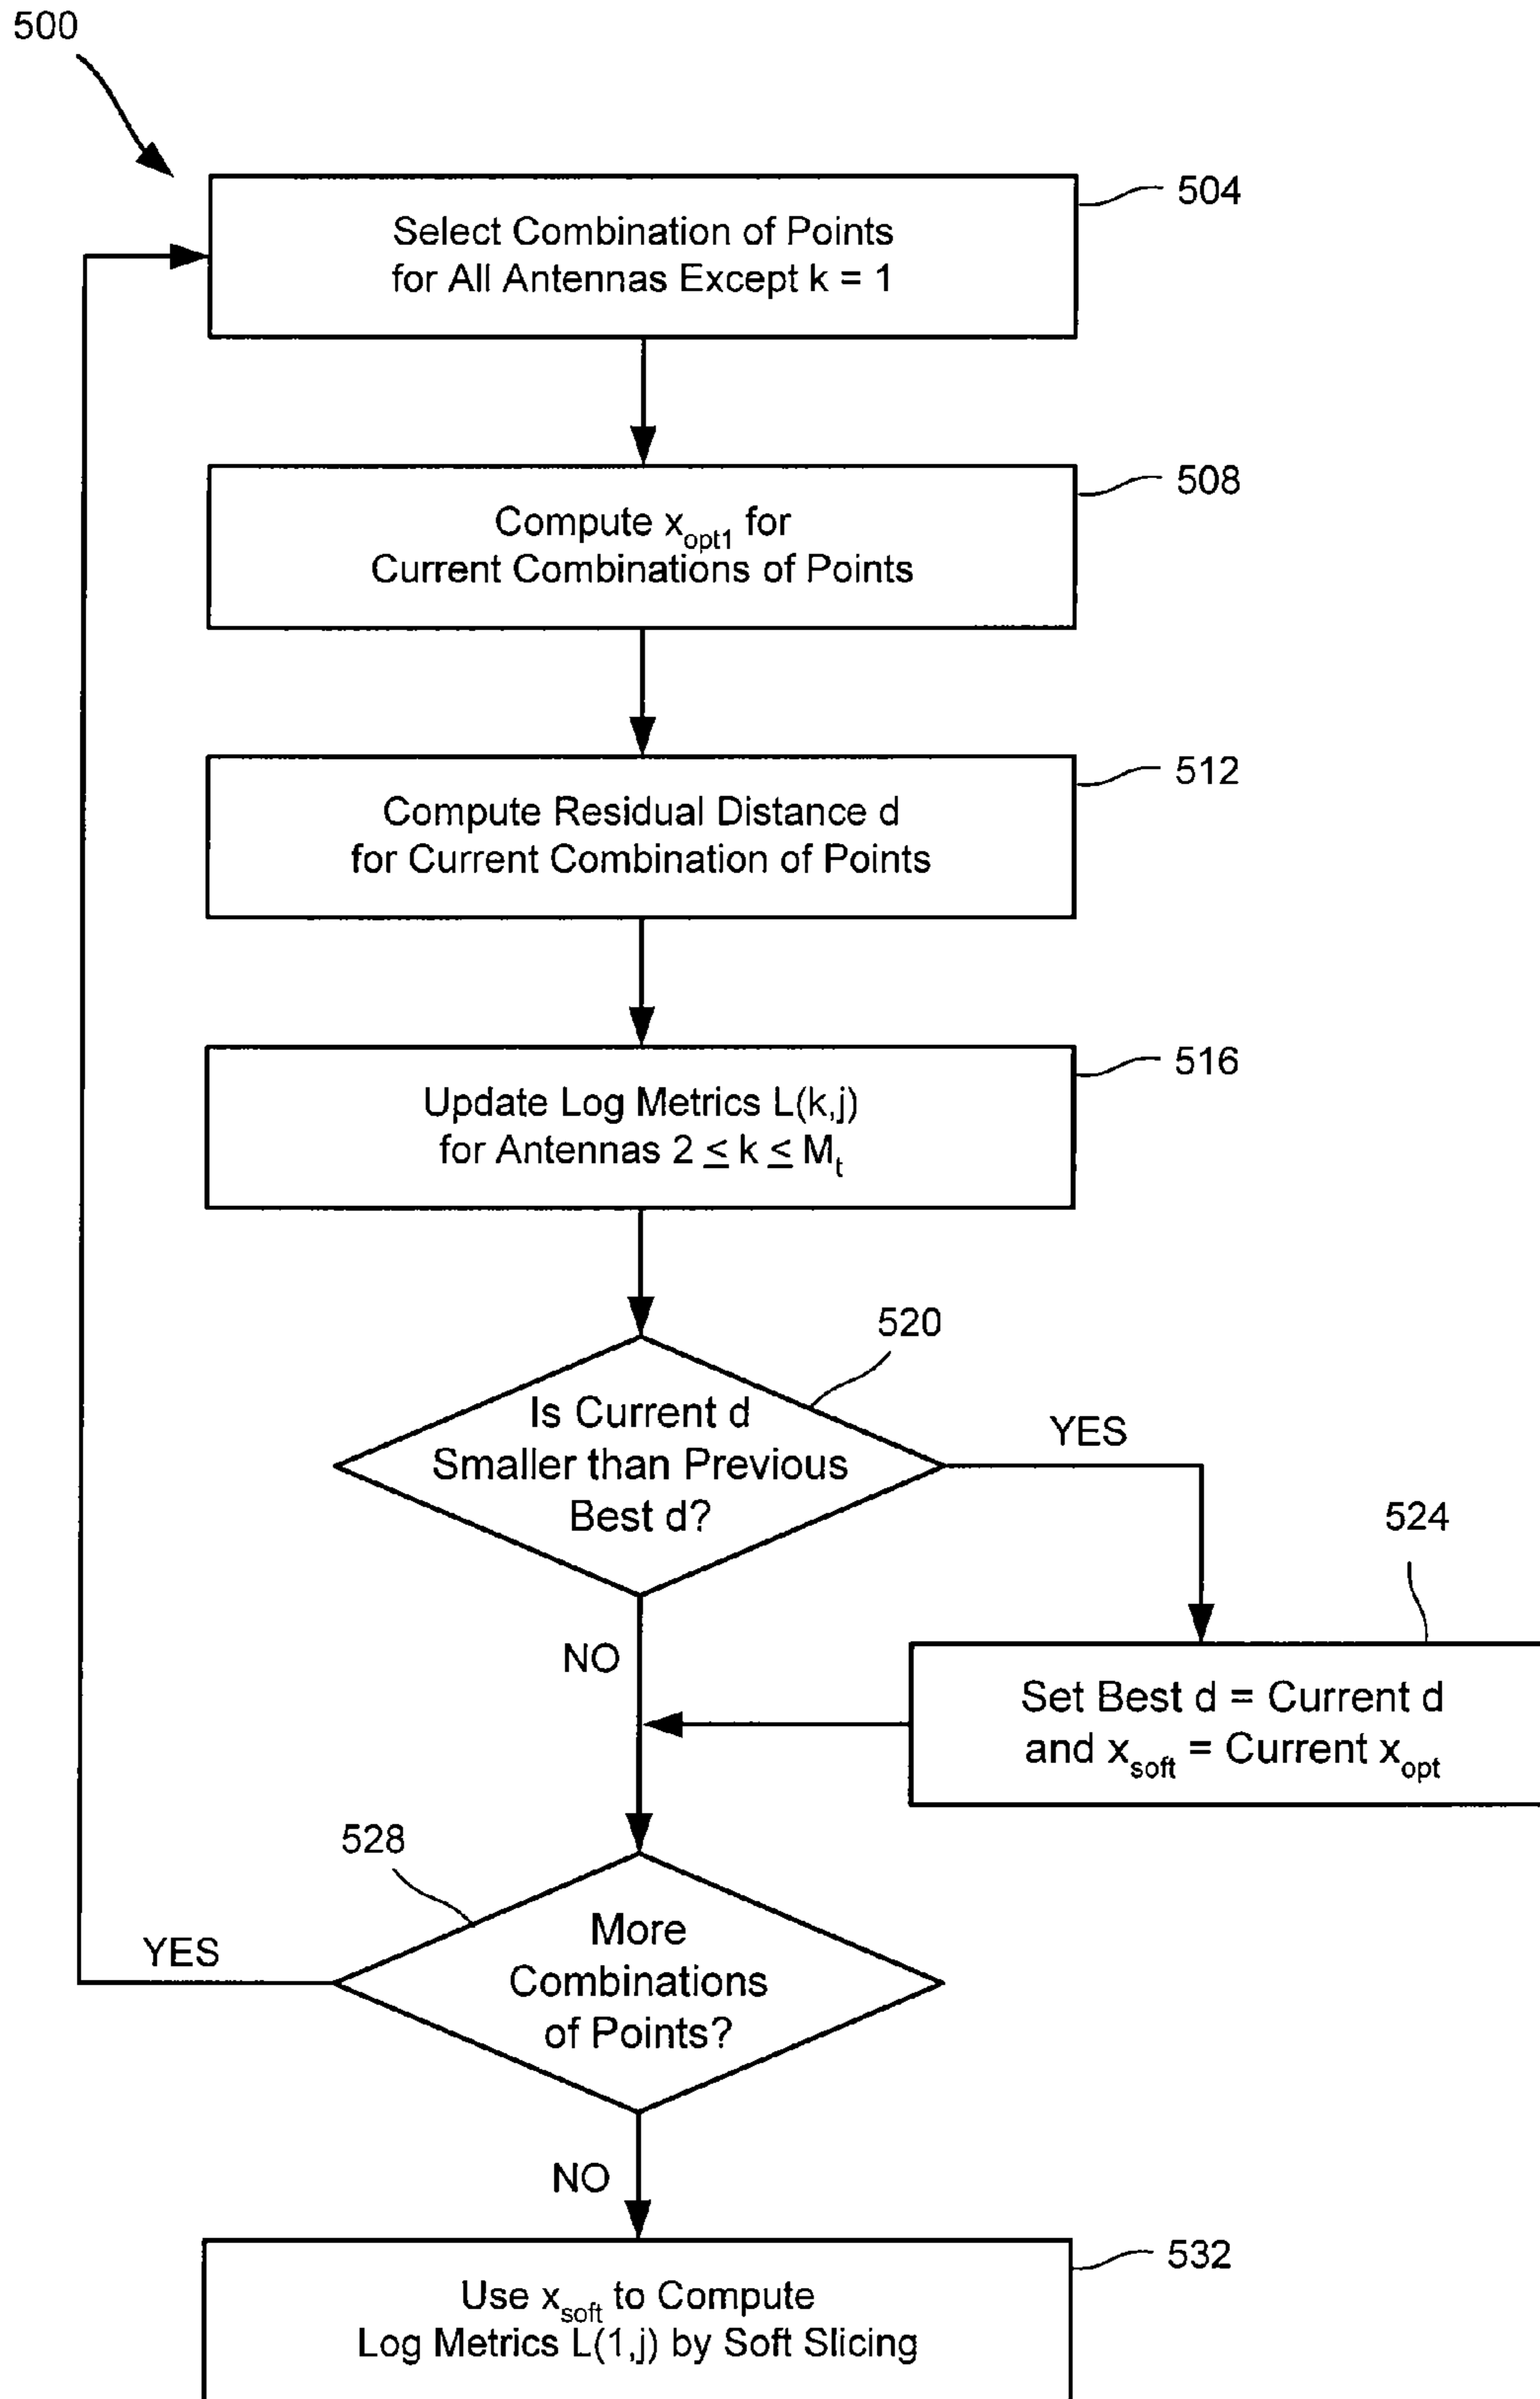 500
504
Select Combination of Points
for All Antennas Except k = 1
508
Compute x_opt1 for
Current Combinations of Points
512
Compute Residual Distance d
for Current Combination of Points
516
Update Log Metrics L(k,j)
for Antennas 2 ≤ k ≤ M_t
520
Is Current d
Smaller than Previous
Best d?
YES
524
Set Best d = Current d
and x_soft = Current x_opt
NO
528
More
Combinations
of Points?
YES
NO
532
Use x_soft to Compute
Log Metrics L(1,j) by Soft Slicing